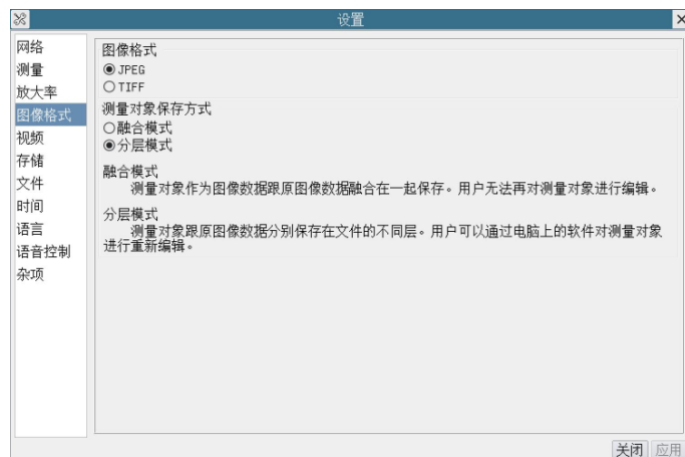 设置
网络
测量
放大率
图像格式
视频
存储
文件
时间
语言
语音控制
杂项
图像格式
JPEG
TIFF
测量对象保存方式
融合模式
分层模式
融合模式
测量对象作为图像数据跟原图像数据融合在一起保存。用户无法再对测量对象进行编辑。
分层模式
测量对象跟原图像数据分别保存在文件的不同层。用户可以通过电脑上的软件对测量对象
进行重新编辑。
关闭 应用